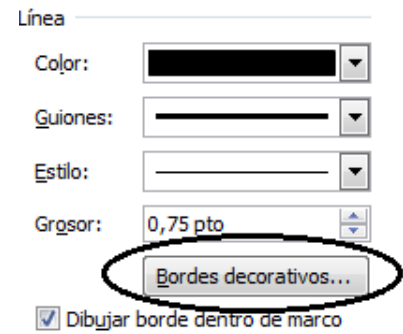 Línea
Color:
Guiones:
Estilo:
Grosor: 0,75 pto
Bordes decorativos...
Dibujar borde dentro de marco